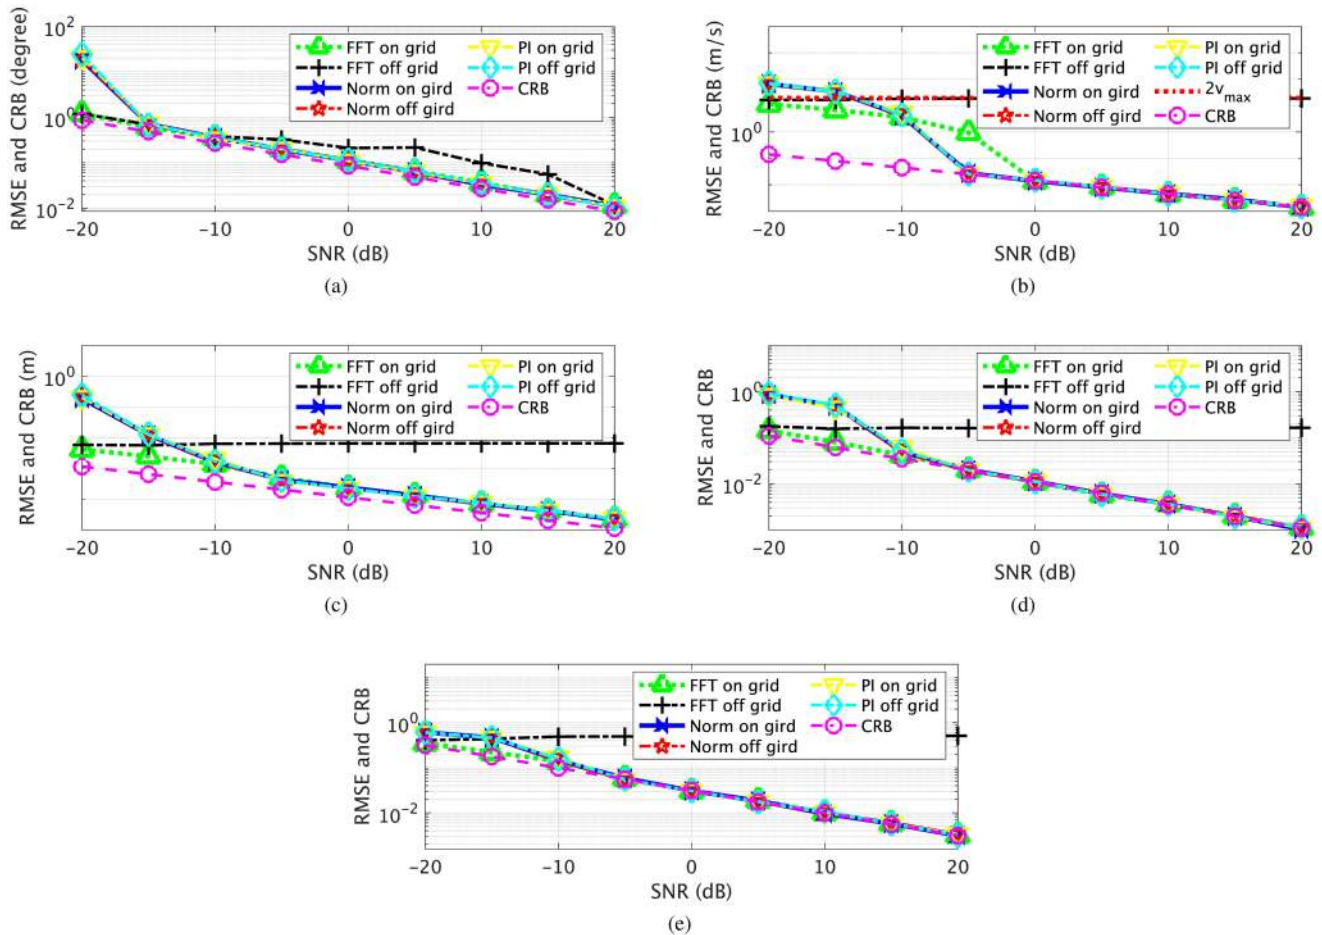 RMSE and CRB (degree)
10^2
10^0
10^-2
FFT on grid
FFT off grid
Norm on gird
Norm off gird
PI on grid
PI off grid
CRB
-20 -10 0 10 20
SNR (dB)
(a)
RMSE and CRB (m/s)
10^0
FFT on grid
FFT off grid
Norm on gird
Norm off gird
PI on grid
PI off grid
2v_max
CRB
-20 -10 0 10 20
SNR (dB)
(b)
RMSE and CRB (m)
10^0
FFT on grid
FFT off grid
Norm on gird
Norm off gird
PI on grid
PI off grid
CRB
-20 -10 0 10 20
SNR (dB)
(c)
RMSE and CRB
10^0
10^-2
FFT on grid
FFT off grid
Norm on gird
Norm off gird
PI on grid
PI off grid
CRB
-20 -10 0 10 20
SNR (dB)
(d)
RMSE and CRB
10^0
10^-2
FFT on grid
FFT off grid
Norm on gird
Norm off gird
PI on grid
PI off grid
CRB
-20 -10 0 10 20
SNR (dB)
(e)